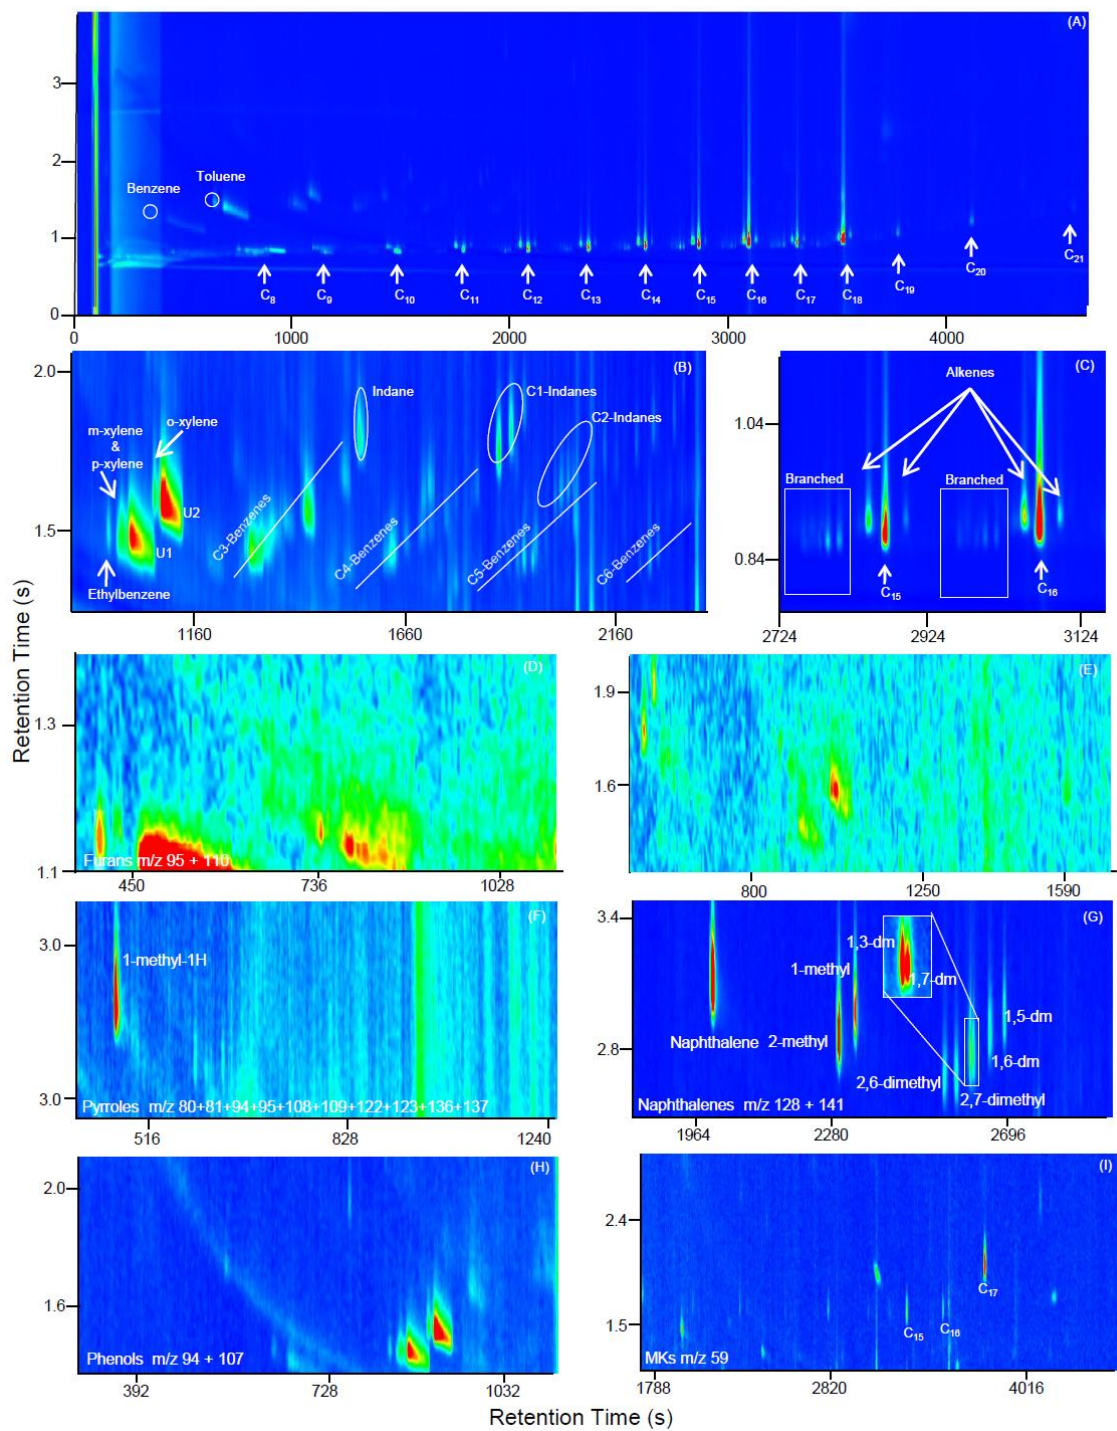 (A)
3
2
1
0
Benzene
Toluene
C8
C9
C10
C11
C12
C13
C14
C15
C16
C17
C18
C19
C20
C21
0
1000
2000
3000
4000
(B)
2.0
1.5
m-xylene
&
p-xylene
o-xylene
U1
U2
Ethylbenzene
Indane
C1-Indanes
C2-Indanes
C3-Benzenes
C4-Benzenes
C5-Benzenes
C6-Benzenes
1160
1660
2160
(C)
Alkenes
1.04
0.84
Branched
Branched
C15
C16
2724
2924
3124
Retention Time (s)
(D)
1.3
1.1
Furans m/z 95 + 110
450
736
1028
(E)
1.9
1.6
800
1250
1590
(F)
3.0
1-methyl-1H
3.0
Pyrroles m/z 80+81+94+95+108+109+122+123+136+137
516
828
1240
(G)
3.4
2.8
1,3-dm
1,7-dm
1-methyl
Naphthalene
2-methyl
1,5-dm
1,6-dm
2,6-dimethyl
2,7-dimethyl
Naphthalenes m/z 128 + 141
1964
2280
2696
(H)
2.0
1.6
Phenols m/z 94 + 107
392
728
1032
(I)
2.4
1.5
C17
C15
C16
MKs m/z 59
1788
2820
4016
Retention Time (s)